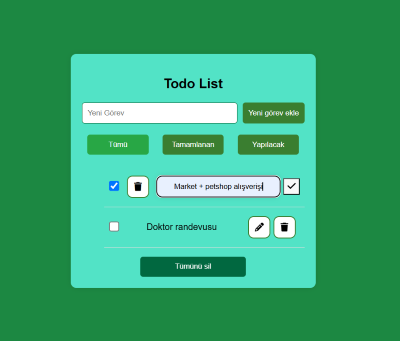 Todo List
Yeni Görev
Yeni görev ekle
Tümü
Tamamlanan
Yapılacak
Market + petshop alışverişi
Doktor randevusu
Tümünü sil